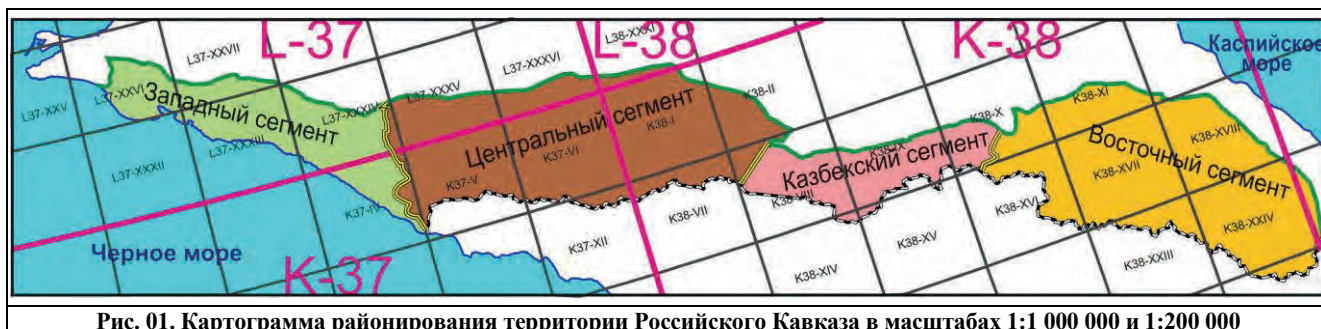 L-37
L-38
K-38
K-37
L37-XXVII
L38-XXXI
L37-XXXVI
L37-XXV
L37-XXVI
L37-XXXIV
L37-XXXV
L37-XXXII
L37-XXXIII
K37-IV
K37-V
K37-VI
K38-I
K38-II
K37-XII
K38-VII
K38-VIII
K38-IX
K38-X
K38-XI
K38-XIV
K38-XV
K38-XVI
K38-XVII
K38-XVIII
K38-XXIII
K38-XXIV
Западный сегмент
Центральный сегмент
Казбекский сегмент
Восточный сегмент
Каспийское
море
Черное море
Рис. 01. Картограмма районирования территории Российского Кавказа в масштабах 1:1 000 000 и 1:200 000